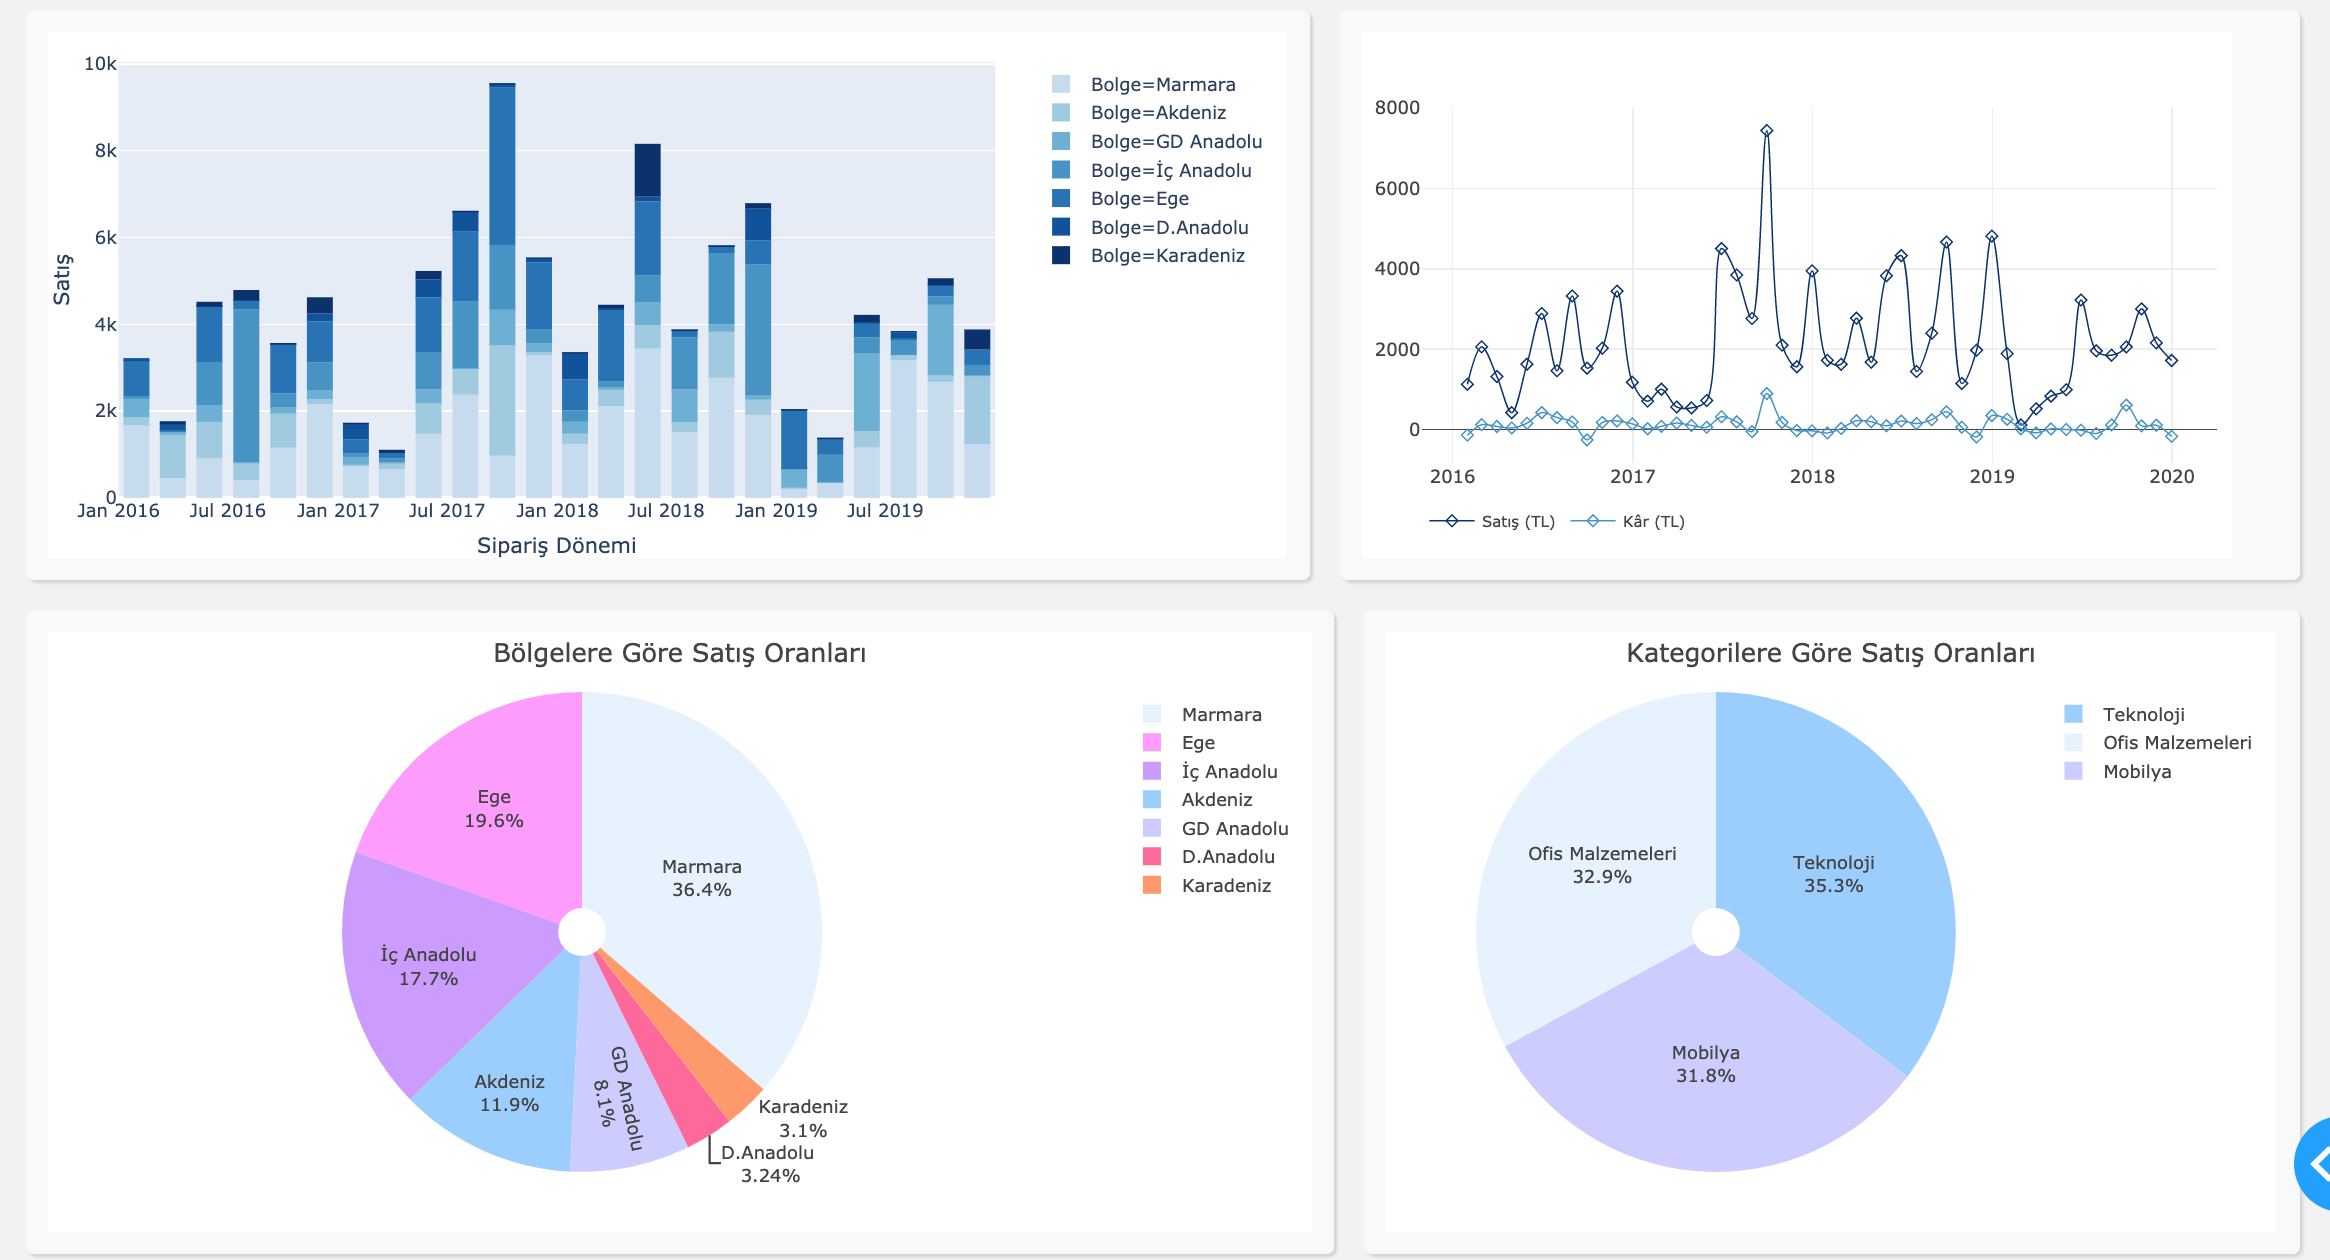 10k
8k
6k
4k
2k
0
Satış
Jan 2016
Jul 2016
Jan 2017
Jul 2017
Jan 2018
Jul 2018
Jan 2019
Jul 2019
Sipariş Dönemi
Bolge=Marmara
Bolge=Akdeniz
Bolge=GD Anadolu
Bolge=İç Anadolu
Bolge=Ege
Bolge=D.Anadolu
Bolge=Karadeniz
8000
6000
4000
2000
0
2016
2017
2018
2019
2020
Satış (TL)
Kâr (TL)
Bölgelere Göre Satış Oranları
Ege
19.6%
Marmara
36.4%
İç Anadolu
17.7%
Akdeniz
11.9%
GD Anadolu
8.1%
Karadeniz
3.1%
D.Anadolu
3.24%
Marmara
Ege
İç Anadolu
Akdeniz
GD Anadolu
D.Anadolu
Karadeniz
Kategorilere Göre Satış Oranları
Ofis Malzemeleri
32.9%
Teknoloji
35.3%
Mobilya
31.8%
Teknoloji
Ofis Malzemeleri
Mobilya